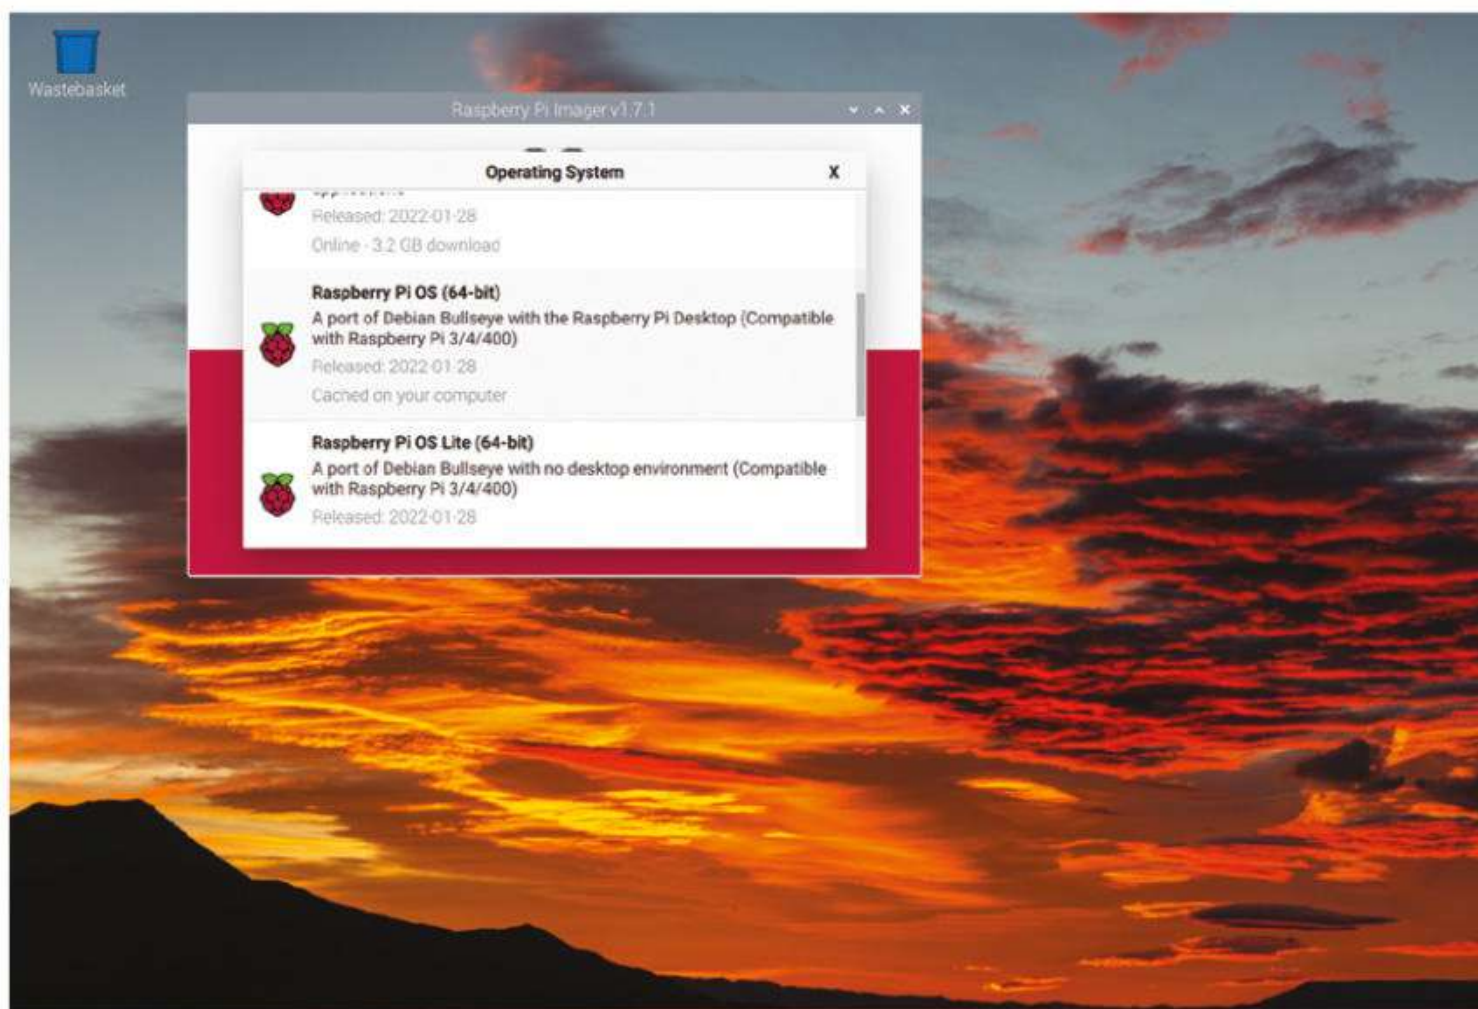 Wastebasket
Raspberry Pi Imager v1.7.1
Operating System X
Released: 2022-01-28
Online - 3.2 GB download
Raspberry Pi OS (64-bit)
A port of Debian Bullseye with the Raspberry Pi Desktop (Compatible
with Raspberry Pi 3/4/400)
Released: 2022-01-28
Cached on your computer
Raspberry Pi OS Lite (64-bit)
A port of Debian Bullseye with no desktop environment (Compatible
with Raspberry Pi 3/4/400)
Released: 2022-01-28